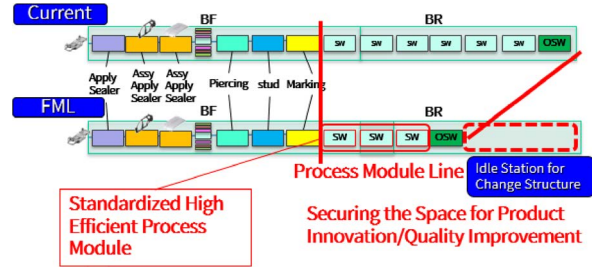 Current
BF
BR
SW
SW
SW
SW
SW
SW
OSW
Apply
Sealer
Assy
Apply
Sealer
Assy
Apply
Sealer
Piercing
stud
Marking
FML
BF
BR
SW
SW
SW
OSW
Process Module Line
Idle Station for
Change Structure
Standardized High
Efficient Process
Module
Securing the Space for Product
Innovation/Quality Improvement